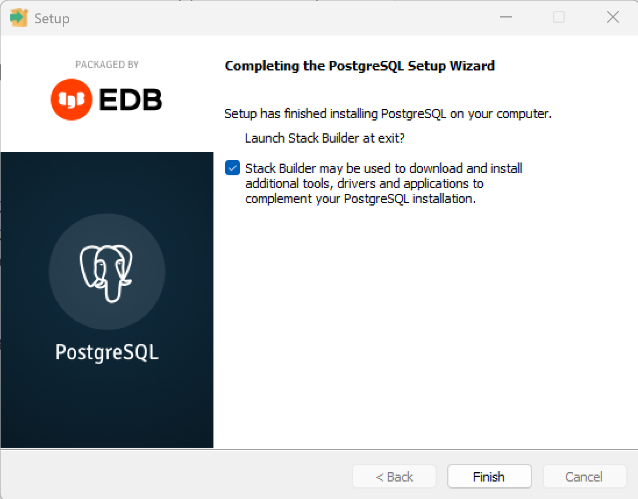 Setup
PACKAGED BY
EDB
Completing the PostgreSQL Setup Wizard
Setup has finished installing PostgreSQL on your computer.
Launch Stack Builder at exit?
Stack Builder may be used to download and install
additional tools, drivers and applications to
complement your PostgreSQL installation.
PostgreSQL
< Back
Finish
Cancel